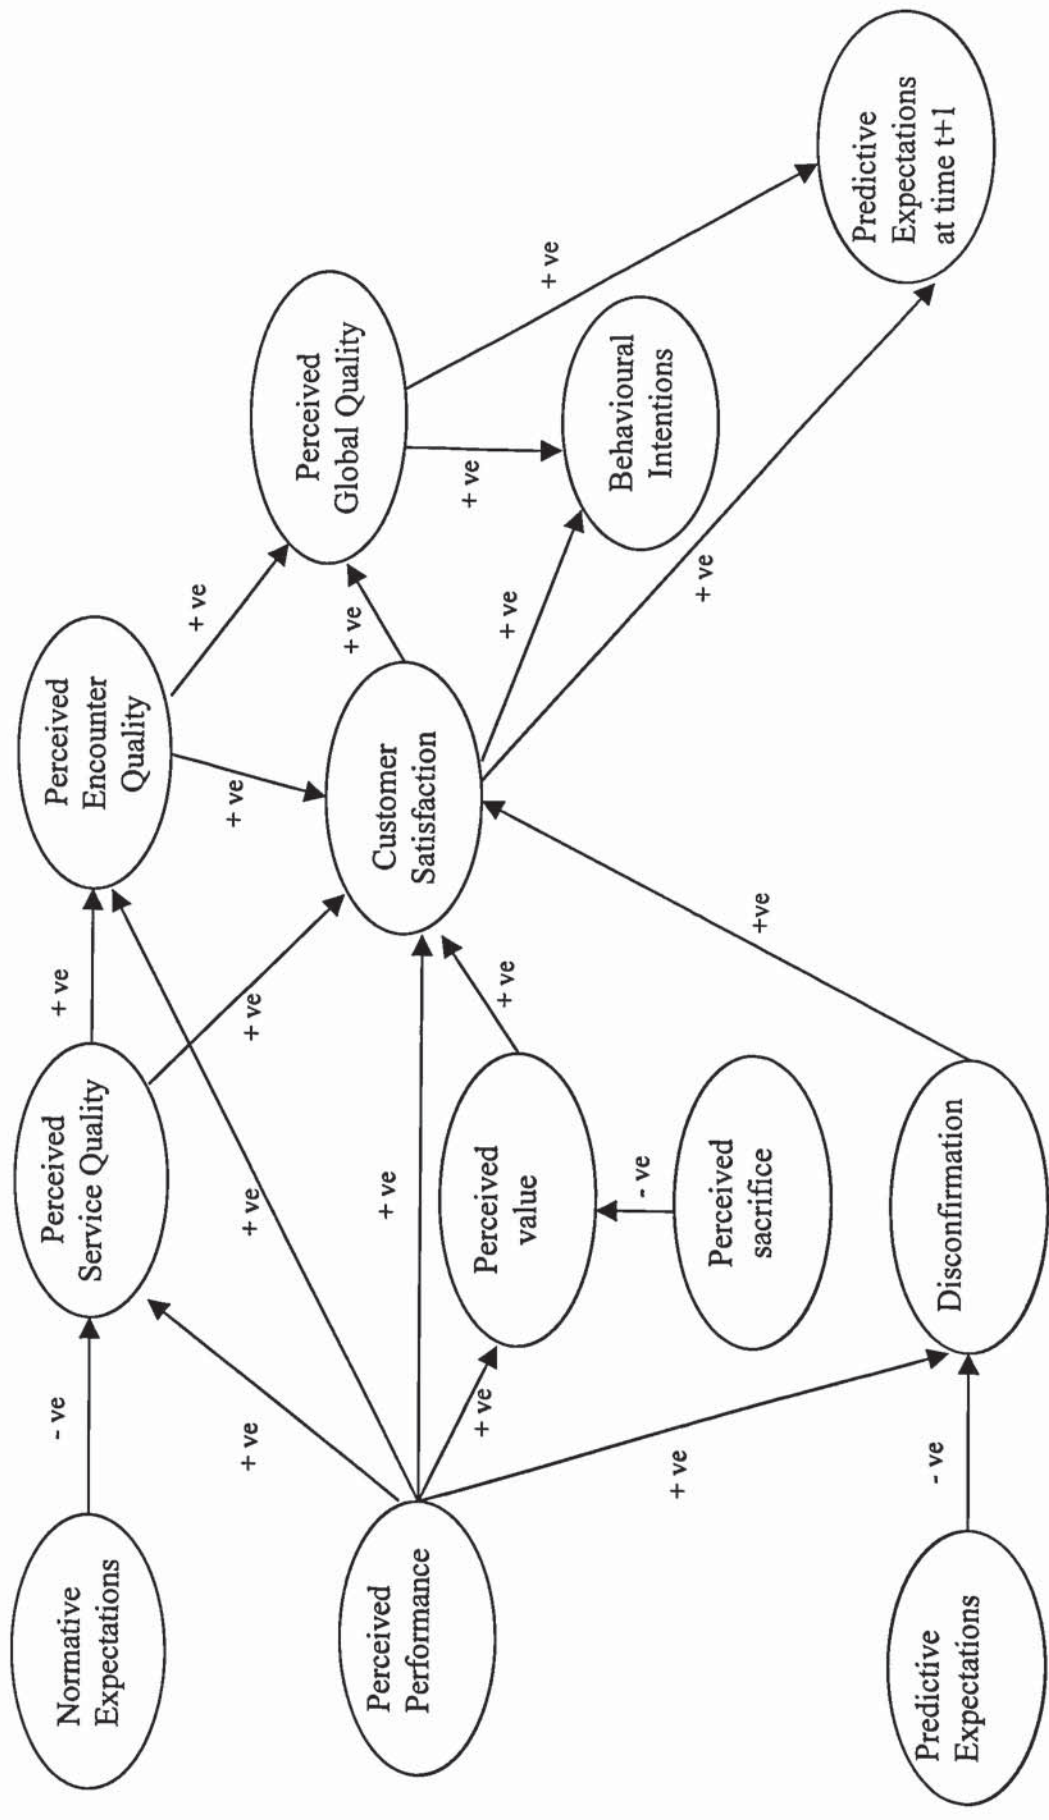 Normative
Expectations
- ve
Perceived
Service Quality
+ ve
Perceived
Encounter
Quality
+ ve
+ ve
+ ve
+ ve
+ ve
Perceived
Global Quality
+ ve
+ ve
+ ve
Perceived
Performance
+ ve
Customer
Satisfaction
+ ve
+ ve
Behavioural
Intentions
+ ve
Perceived
value
+ ve
- ve
Perceived
sacrifice
+ ve
+ve
Predictive
Expectations
- ve
Disconfirmation
Predictive
Expectations
at time t+1